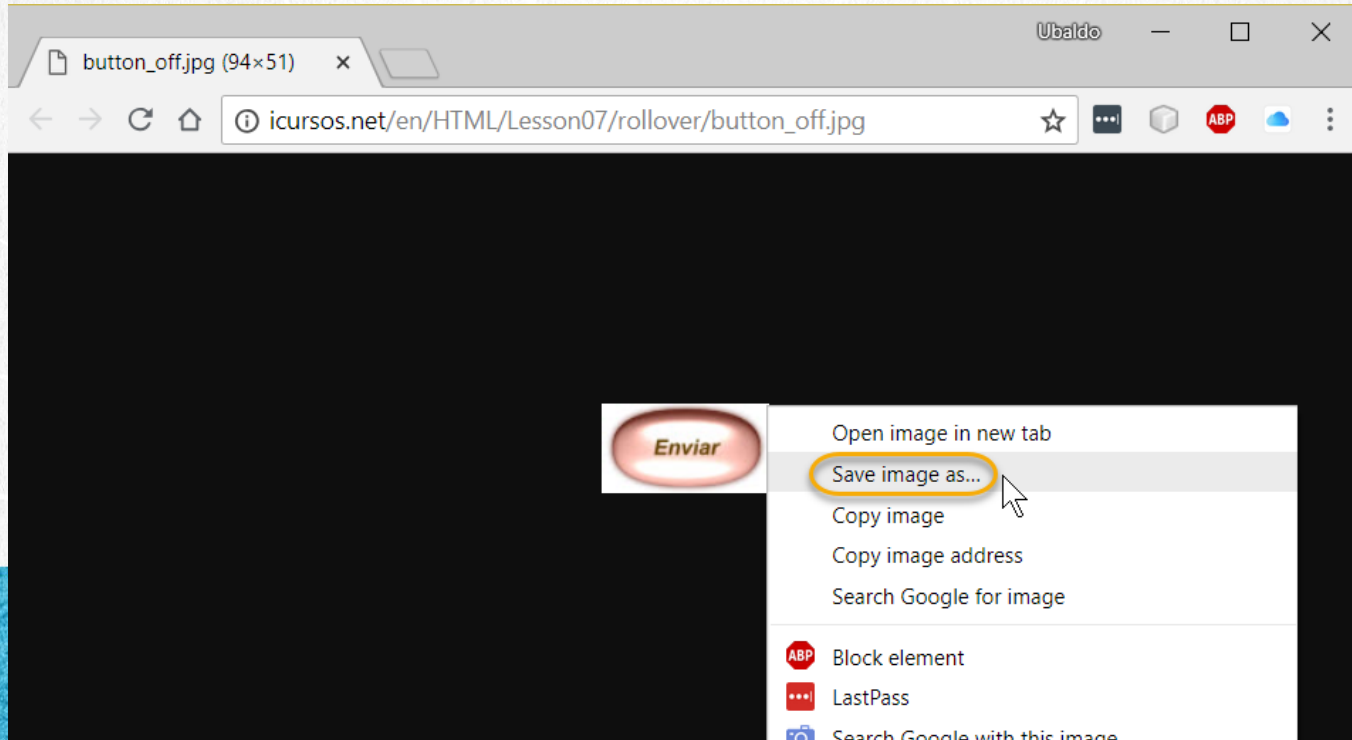 Ubaldo
button_off.jpg (94×51)
icursos.net/en/HTML/Lesson07/rollover/button_off.jpg
ABP
Enviar
Open image in new tab
Save image as...
Copy image
Copy image address
Search Google for image
ABP Block element
LastPass
Search Google with this image